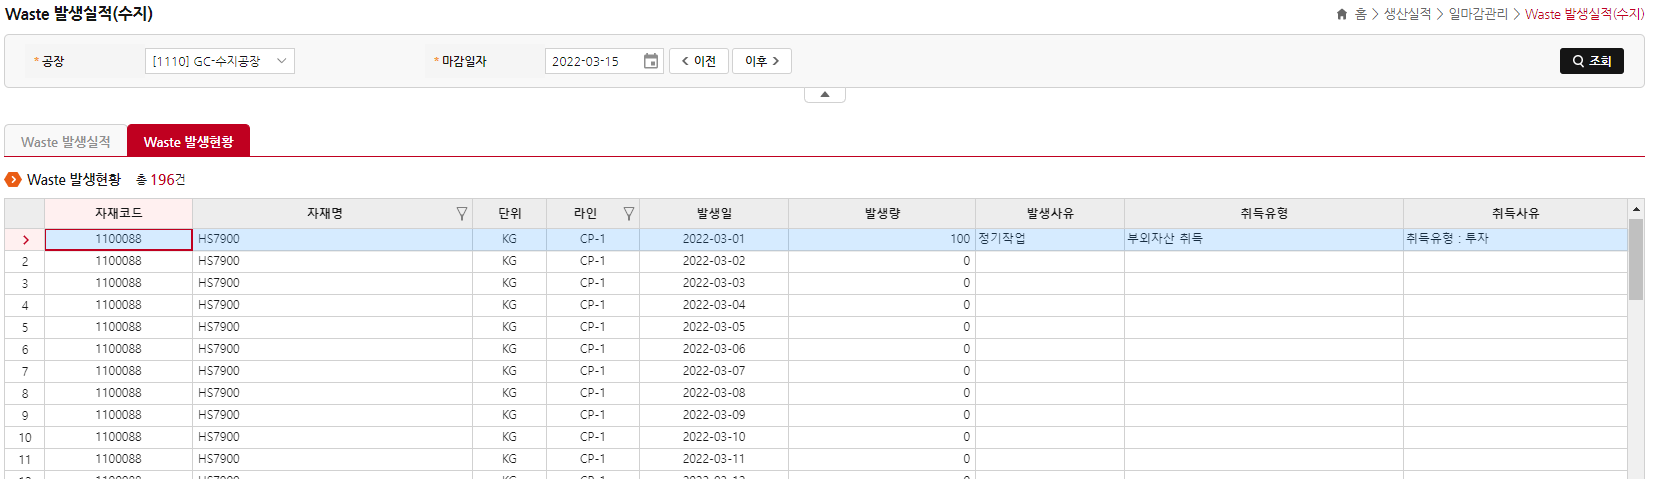 Waste 발생실적(수지)
홈 > 생산실적 > 일마감관리 > Waste 발생실적(수지)
* 공장 [1110] GC-수지공장 * 마감일자 2022-03-15 < 이전 이후 > 조회
Waste 발생실적 Waste 발생현황
Waste 발생현황 총 196건
자재코드 자재명 단위 라인 발생일 발생량 발생사유 취득유형 취득사유
1100088 HS7900 KG CP-1 2022-03-01 100 정기작업 부외자산 취득 취득유형 : 투자
2 1100088 HS7900 KG CP-1 2022-03-02 0
3 1100088 HS7900 KG CP-1 2022-03-03 0
4 1100088 HS7900 KG CP-1 2022-03-04 0
5 1100088 HS7900 KG CP-1 2022-03-05 0
6 1100088 HS7900 KG CP-1 2022-03-06 0
7 1100088 HS7900 KG CP-1 2022-03-07 0
8 1100088 HS7900 KG CP-1 2022-03-08 0
9 1100088 HS7900 KG CP-1 2022-03-09 0
10 1100088 HS7900 KG CP-1 2022-03-10 0
11 1100088 HS7900 KG CP-1 2022-03-11 0